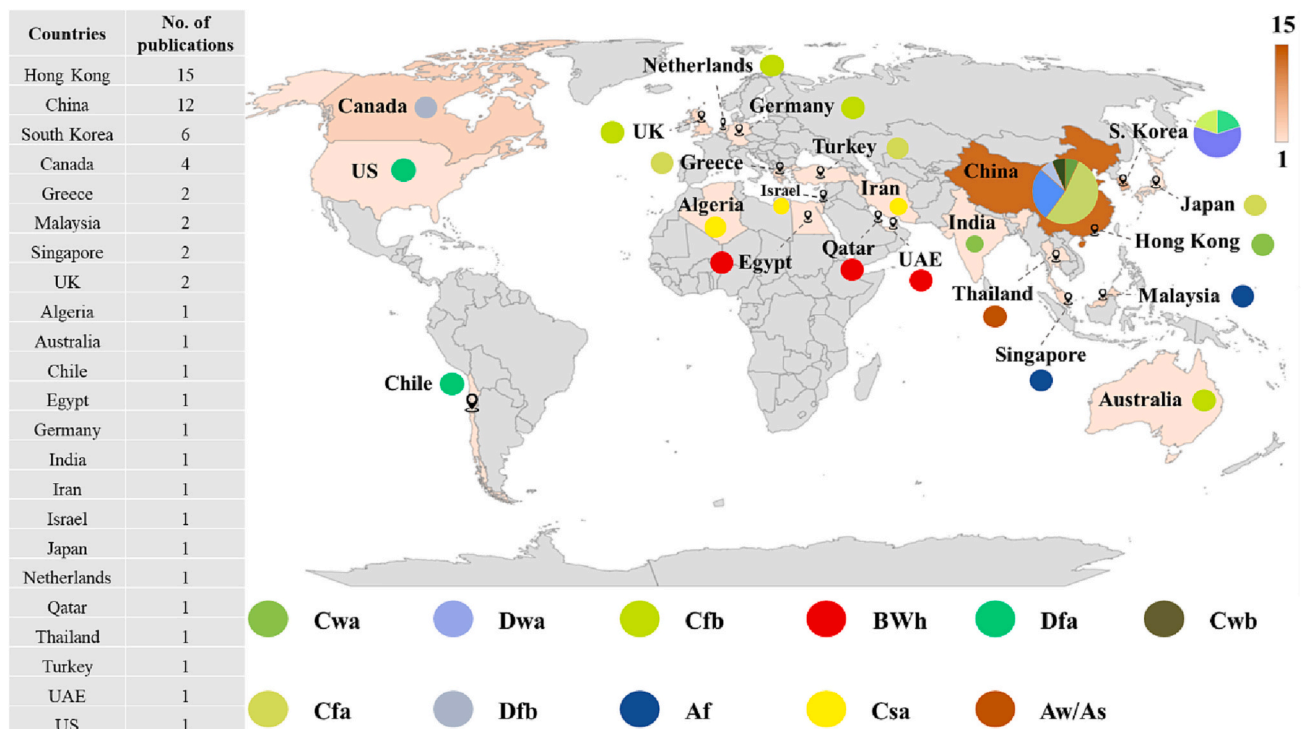 Countries No. of publications
Hong Kong 15
China 12
South Korea 6
Canada 4
Greece 2
Malaysia 2
Singapore 2
UK 2
Algeria 1
Australia 1
Chile 1
Egypt 1
Germany 1
India 1
Iran 1
Israel 1
Japan 1
Netherlands 1
Qatar 1
Thailand 1
Turkey 1
UAE 1
US 1
15
1
Netherlands
Canada
Germany
UK
S. Korea
Turkey
Greece
US
China
Israel
Iran
Algeria
Japan
India
Hong Kong
Qatar
Egypt
UAE
Thailand
Malaysia
Singapore
Chile
Australia
Cwa Dwa Cfb BWh Dfa Cwb
Cfa Dfb Af Csa Aw/As